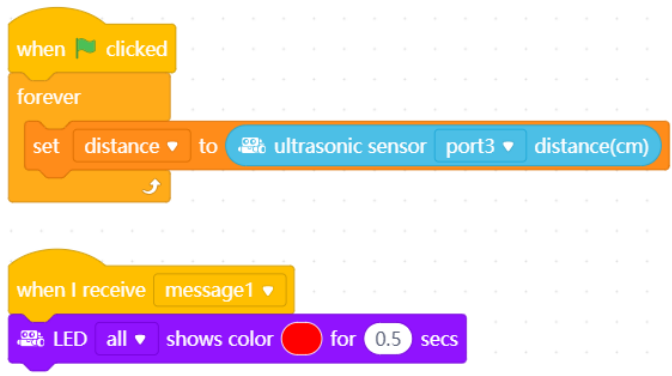 when clicked
forever
set distance to ultrasonic sensor port3 distance(cm)
when I receive message1
LED all shows color for 0.5 secs